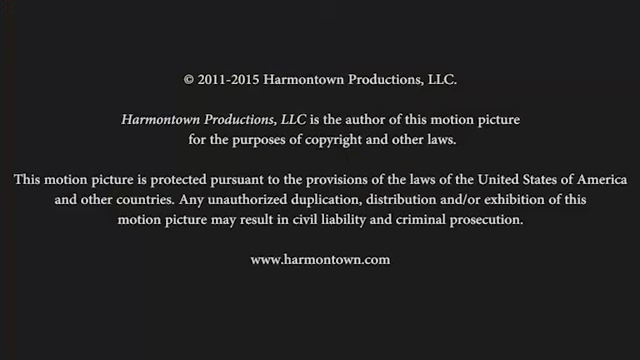 © 2011-2015 Harmontown Productions, LLC.
Harmontown Productions, LLC is the author of this motion picture
for the purposes of copyright and other laws.
This motion picture is protected pursuant to the provisions of the laws of the United States of America
and other countries. Any unauthorized duplication, distribution and/or exhibition of this
motion picture may result in civil liability and criminal prosecution.
www.harmontown.com